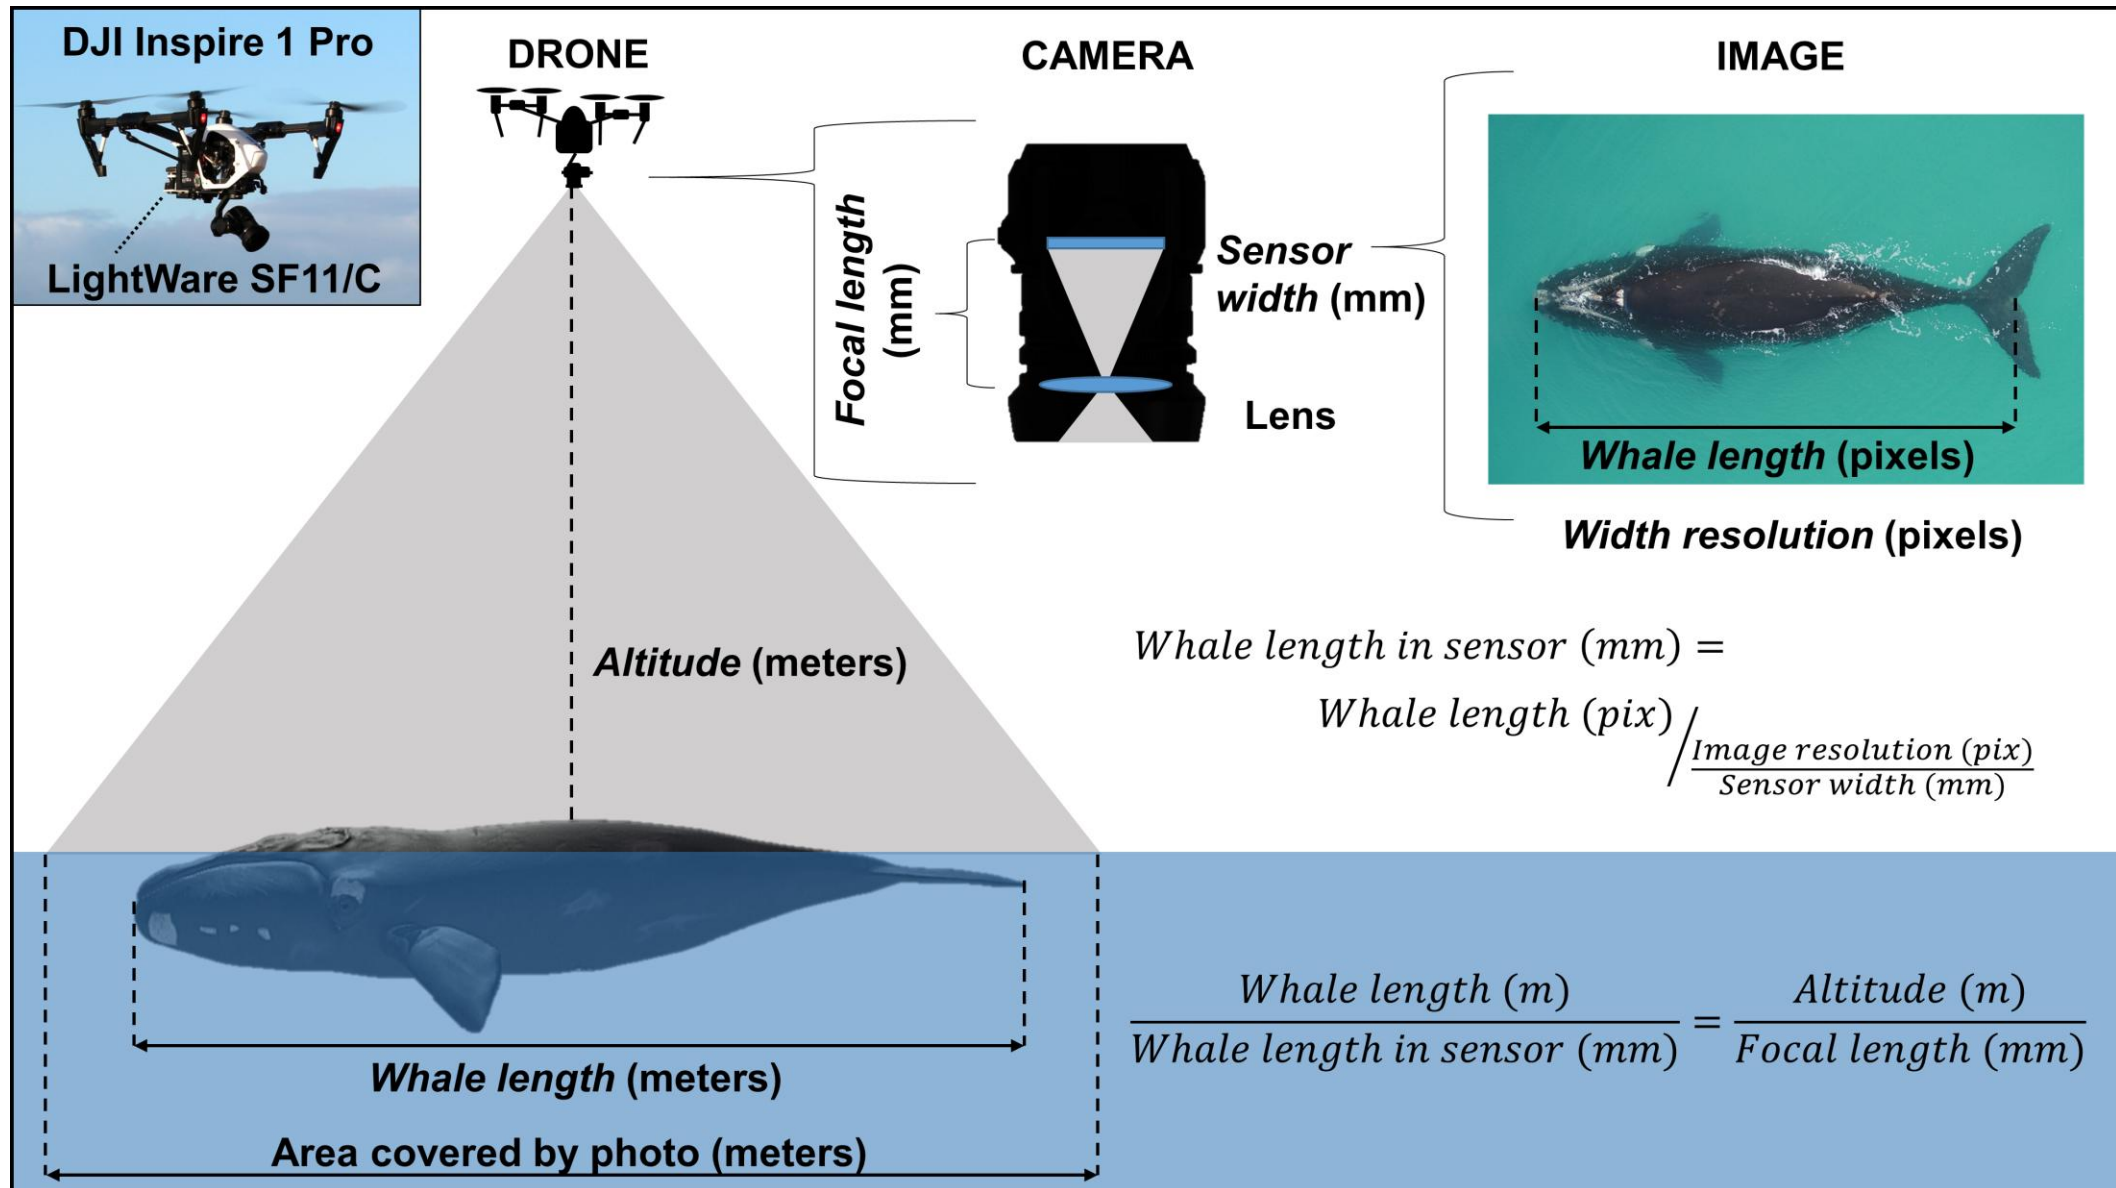 DJI Inspire 1 Pro
LightWare SF11/C
DRONE
CAMERA
IMAGE
Focal length
(mm)
Sensor
width (mm)
Lens
Whale length (pixels)
Width resolution (pixels)
Altitude (meters)
Whale length in sensor (mm) =
Whale length (pix) /
Image resolution (pix)
Sensor width (mm)
Whale length (m)
Whale length in sensor (mm)
=
Altitude (m)
Focal length (mm)
Whale length (meters)
Area covered by photo (meters)